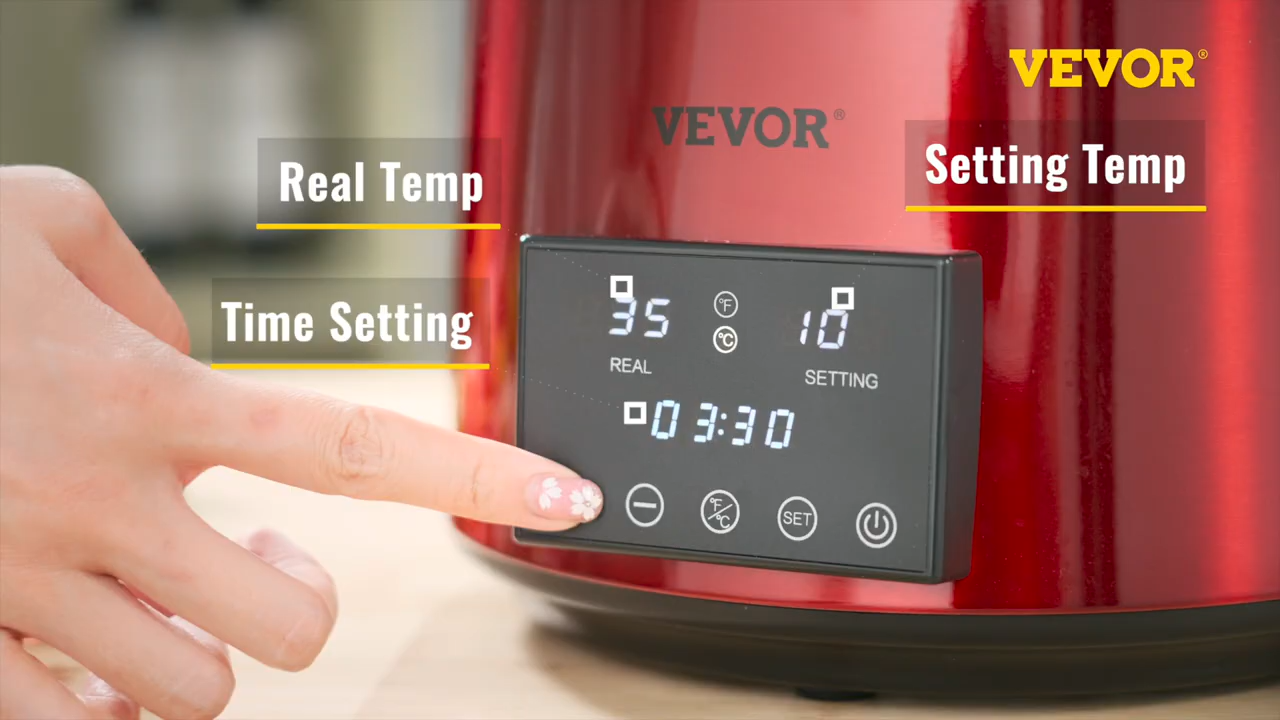 VEVOR®
VEVOR®
Real Temp
Setting Temp
Time Setting
35
°F
°C
10
REAL
SETTING
03:30
°F/°C
SET